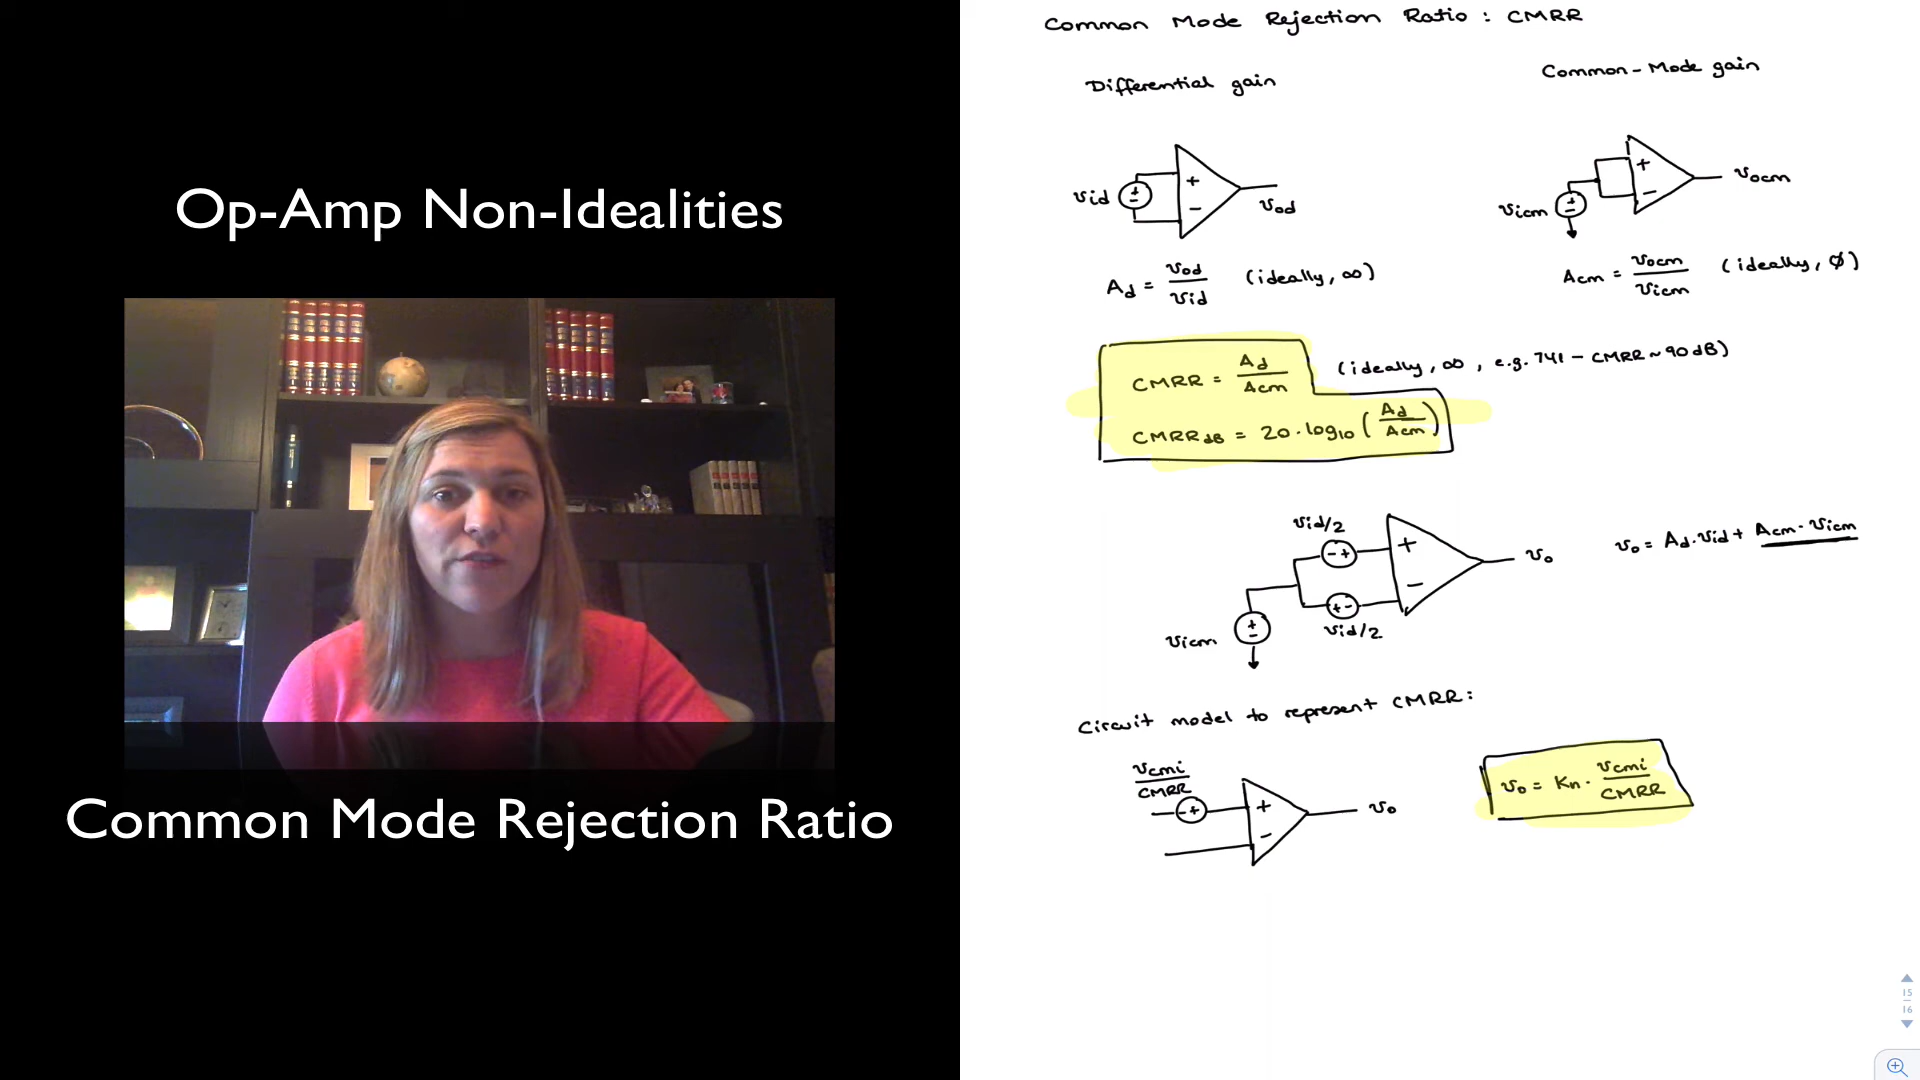 Op-Amp Non-Idealities
Common Mode Rejection Ratio
Common Mode Rejection Ratio : CMRR
Differential gain
Common-Mode gain
vid
+
-
+
-
vod
vicm
+
-
+
-
vocm
Ad = vod/vid (ideally, ∞)
Acm = vocm/vicm (ideally, ∅)
CMRR = Ad/Acm (ideally, ∞, e.g. 741 - CMRR ~ 90 dB)
CMRRdB = 20·log10 (Ad/Acm)
vid/2
- +
+
-
vo
vo = Ad·vid + Acm·vicm
vicm
+
-
+ -
vid/2
Circuit model to represent CMRR:
vcmi/CMRR
- +
+
-
vo
vo = Kn · vcmi/CMRR
15
16